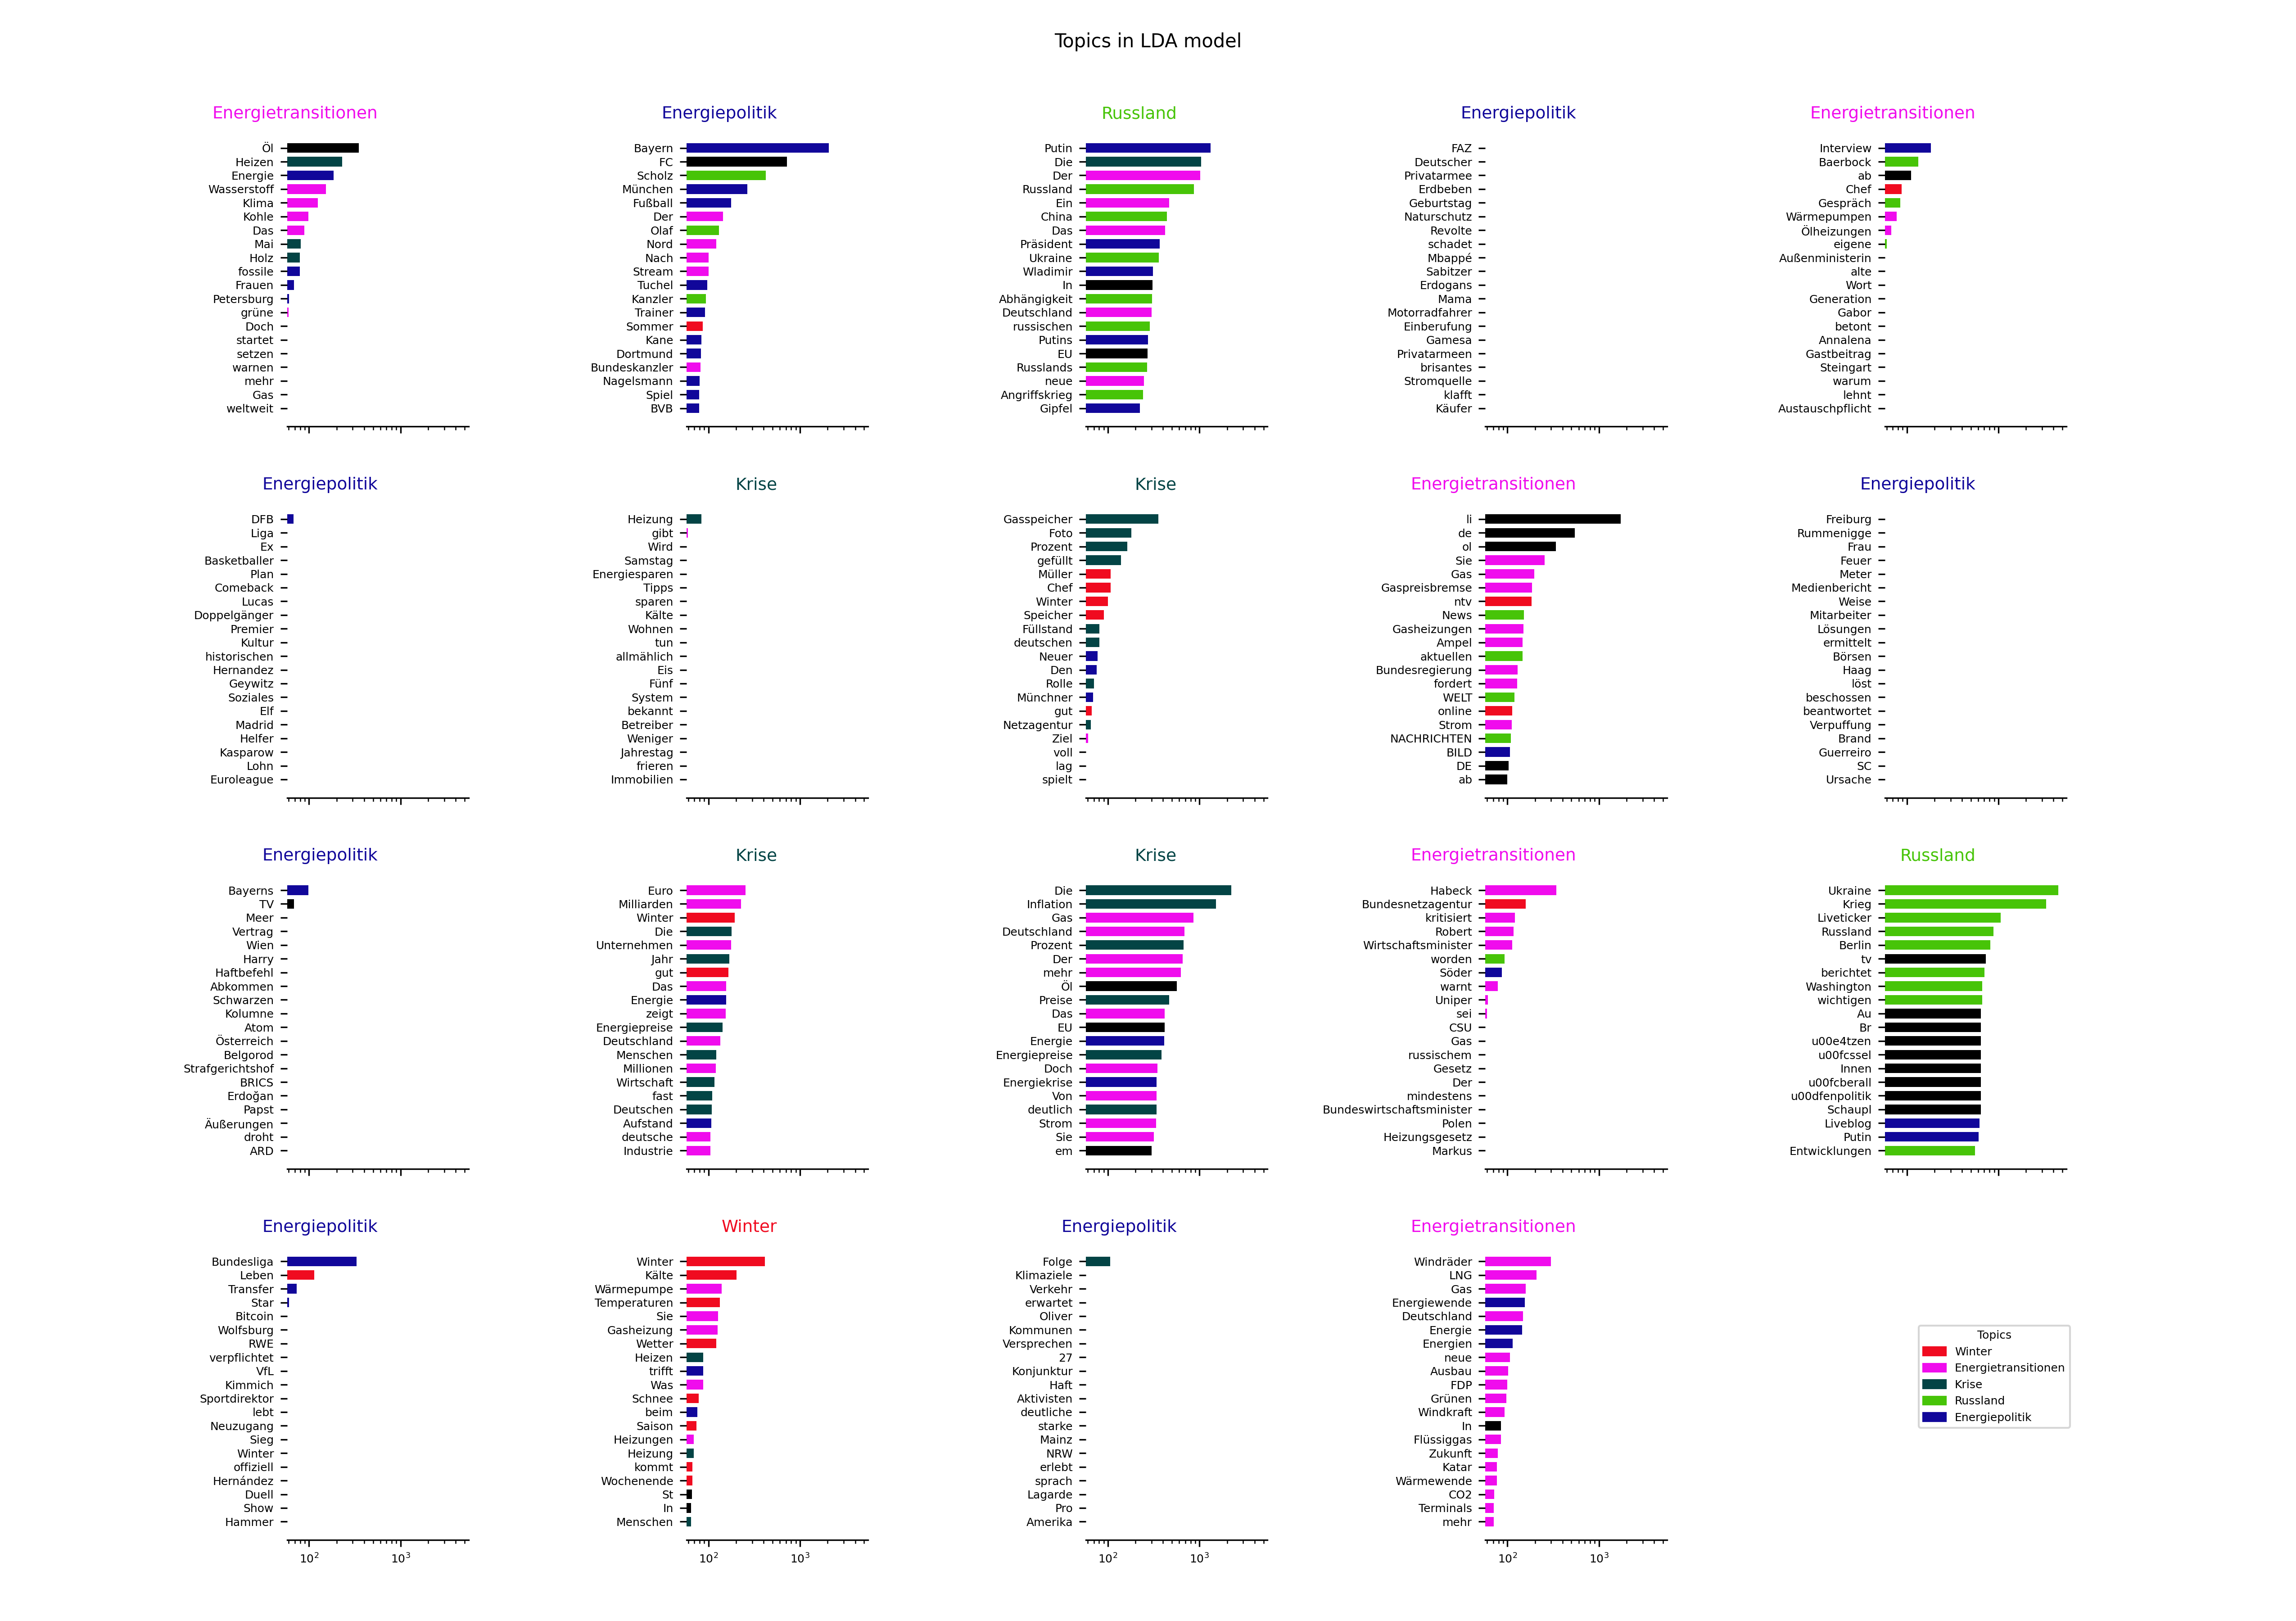 Topics in LDA model
Energietransitionen
Öl
Heizen
Energie
Wasserstoff
Klima
Kohle
Das
Mai
Holz
fossile
Frauen
Petersburg
grüne
Doch
startet
setzen
warnen
mehr
Gas
weltweit
Energiepolitik
Bayern
FC
Scholz
München
Fußball
Der
Olaf
Nord
Nach
Stream
Tuchel
Kanzler
Trainer
Sommer
Kane
Dortmund
Bundeskanzler
Nagelsmann
Spiel
BVB
Russland
Putin
Die
Der
Russland
Ein
China
Das
Präsident
Ukraine
Wladimir
In
Abhängigkeit
Deutschland
russischen
Putins
EU
Russlands
neue
Angriffskrieg
Gipfel
Energiepolitik
FAZ
Deutscher
Privatarmee
Erdbeben
Geburtstag
Naturschutz
Revolte
schadet
Mbappé
Sabitzer
Erdogans
Mama
Motorradfahrer
Einberufung
Gamesa
Privatarmeen
brisantes
Stromquelle
klafft
Käufer
Energietransitionen
Interview
Baerbock
ab
Chef
Gespräch
Wärmepumpen
Ölheizungen
eigene
Außenministerin
alte
Wort
Generation
Gabor
betont
Annalena
Gastbeitrag
Steingart
warum
lehnt
Austauschpflicht
Energiepolitik
DFB
Liga
Ex
Basketballer
Plan
Comeback
Lucas
Doppelgänger
Premier
Kultur
historischen
Hernandez
Geywitz
Soziales
Elf
Madrid
Helfer
Kasparow
Lohn
Euroleague
Krise
Heizung
gibt
Wird
Samstag
Energiesparen
Tipps
sparen
Kälte
Wohnen
tun
allmählich
Eis
Fünf
System
bekannt
Betreiber
Weniger
Jahrestag
frieren
Immobilien
Krise
Gasspeicher
Foto
Prozent
gefüllt
Müller
Chef
Winter
Speicher
Füllstand
deutschen
Neuer
Den
Rolle
Münchner
gut
Netzagentur
Ziel
voll
lag
spielt
Energietransitionen
li
de
ol
Sie
Gas
Gaspreisbremse
ntv
News
Gasheizungen
Ampel
aktuellen
Bundesregierung
fordert
WELT
online
Strom
NACHRICHTEN
BILD
DE
ab
Energiepolitik
Freiburg
Rummenigge
Frau
Feuer
Meter
Medienbericht
Weise
Mitarbeiter
Lösungen
ermittelt
Börsen
Haag
löst
beschossen
beantwortet
Verpuffung
Brand
Guerreiro
SC
Ursache
Energiepolitik
Bayerns
TV
Meer
Vertrag
Wien
Harry
Haftbefehl
Abkommen
Schwarzen
Kolumne
Atom
Österreich
Belgorod
Strafgerichtshof
BRICS
Erdoğan
Papst
Äußerungen
droht
ARD
Krise
Euro
Milliarden
Winter
Die
Unternehmen
Jahr
gut
Das
Energie
zeigt
Energiepreise
Deutschland
Menschen
Millionen
Wirtschaft
fast
Deutschen
Aufstand
deutsche
Industrie
Krise
Die
Inflation
Gas
Deutschland
Prozent
Der
mehr
Öl
Preise
Das
EU
Energie
Energiepreise
Doch
Energiekrise
Von
deutlich
Strom
Sie
em
Energietransitionen
Habeck
Bundesnetzagentur
kritisiert
Robert
Wirtschaftsminister
worden
Söder
warnt
Uniper
sei
CSU
Gas
russischem
Gesetz
Der
mindestens
Bundeswirtschaftsminister
Polen
Heizungsgesetz
Markus
Russland
Ukraine
Krieg
Liveticker
Russland
Berlin
tv
berichtet
Washington
wichtigen
Au
Br
u00e4tzen
u00fcssel
Innen
u00fcberall
u00dfenpolitik
Schaupl
Liveblog
Putin
Entwicklungen
Energiepolitik
Bundesliga
Leben
Transfer
Star
Bitcoin
Wolfsburg
RWE
verpflichtet
VfL
Kimmich
Sportdirektor
lebt
Neuzugang
Sieg
Winter
offiziell
Hernández
Duell
Show
Hammer
10²
10³
Winter
Winter
Kälte
Wärmepumpe
Temperaturen
Sie
Gasheizung
Wetter
Heizen
trifft
Was
Schnee
beim
Saison
Heizungen
Heizung
kommt
Wochenende
St
In
Menschen
10²
10³
Energiepolitik
Folge
Klimaziele
Verkehr
erwartet
Oliver
Kommunen
Versprechen
27
Konjunktur
Haft
Aktivisten
deutliche
starke
Mainz
NRW
erlebt
sprach
Lagarde
Pro
Amerika
10²
10³
Energietransitionen
Windräder
LNG
Gas
Energiewende
Deutschland
Energie
Energien
neue
Ausbau
FDP
Grünen
Windkraft
In
Flüssiggas
Zukunft
Katar
Wärmewende
CO2
Terminals
mehr
10²
10³
Topics
Winter
Energietransitionen
Krise
Russland
Energiepolitik